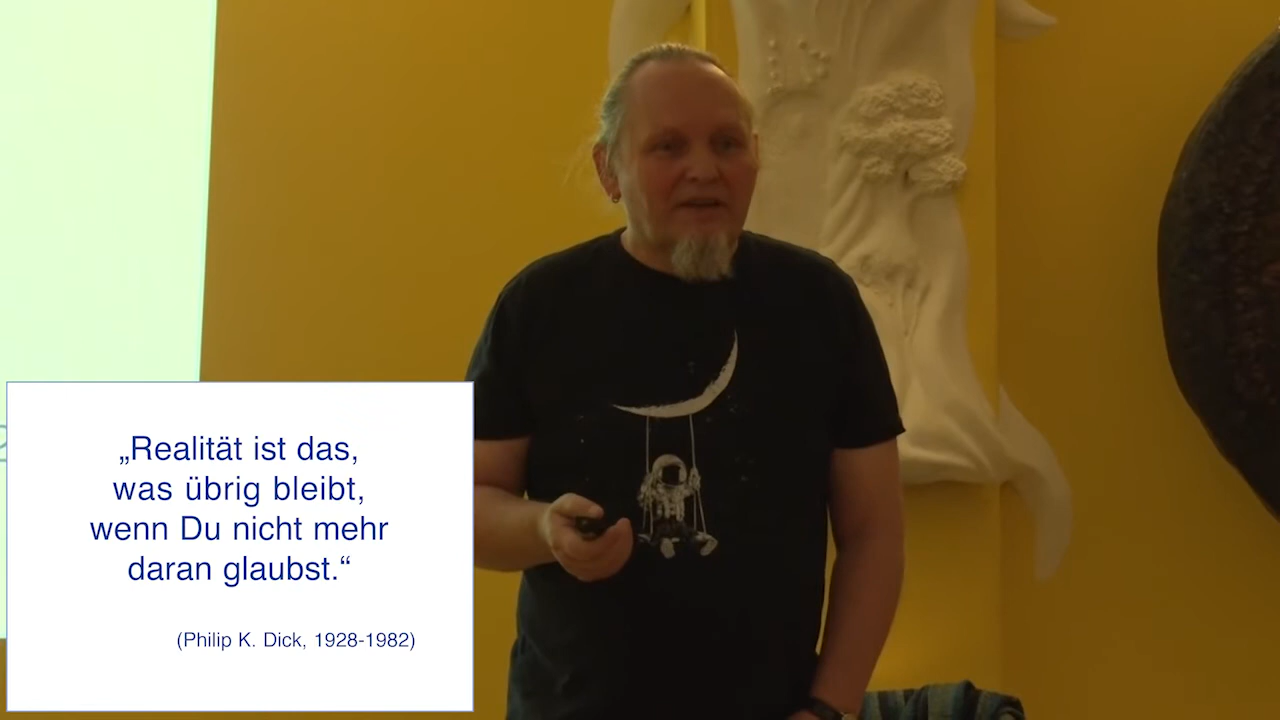 „Realität ist das,
was übrig bleibt,
wenn Du nicht mehr
daran glaubst.“
(Philip K. Dick, 1928-1982)